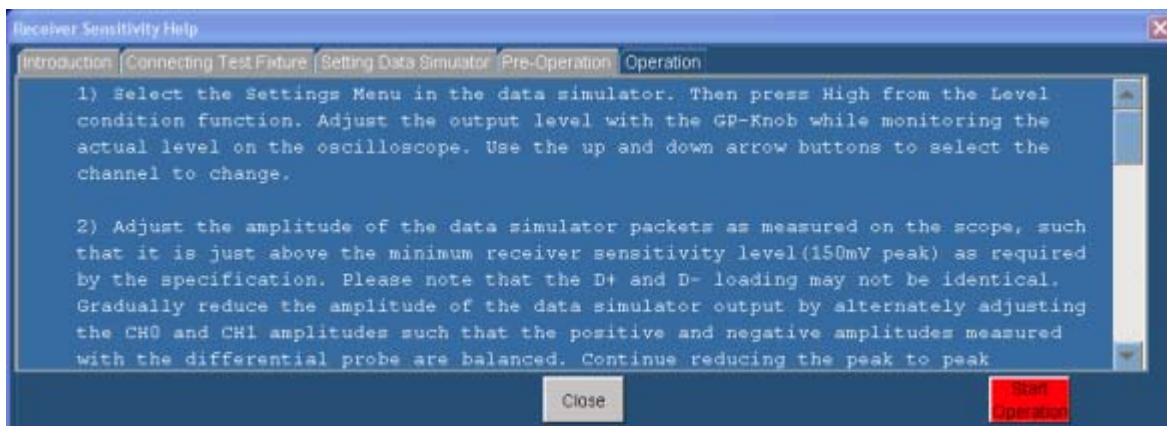 Receiver Sensitivity Help
Introduction Connecting Test Fixture Setting Data Simulator Pre-Operation Operation
1) Select the Settings Menu in the data simulator. Then press High from the Level
condition function. Adjust the output level with the GP-Knob while monitoring the
actual level on the oscilloscope. Use the up and down arrow buttons to select the
channel to change.
2) Adjust the amplitude of the data simulator packets as measured on the scope, such
that it is just above the minimum receiver sensitivity level(150mV peak) as required
by the specification. Please note that the D+ and D- loading may not be identical.
Gradually reduce the amplitude of the data simulator output by alternately adjusting
the CH0 and CH1 amplitudes such that the positive and negative amplitudes measured
with the differential probe are balanced. Continue reducing the peak to peak
Close
Start
Operation